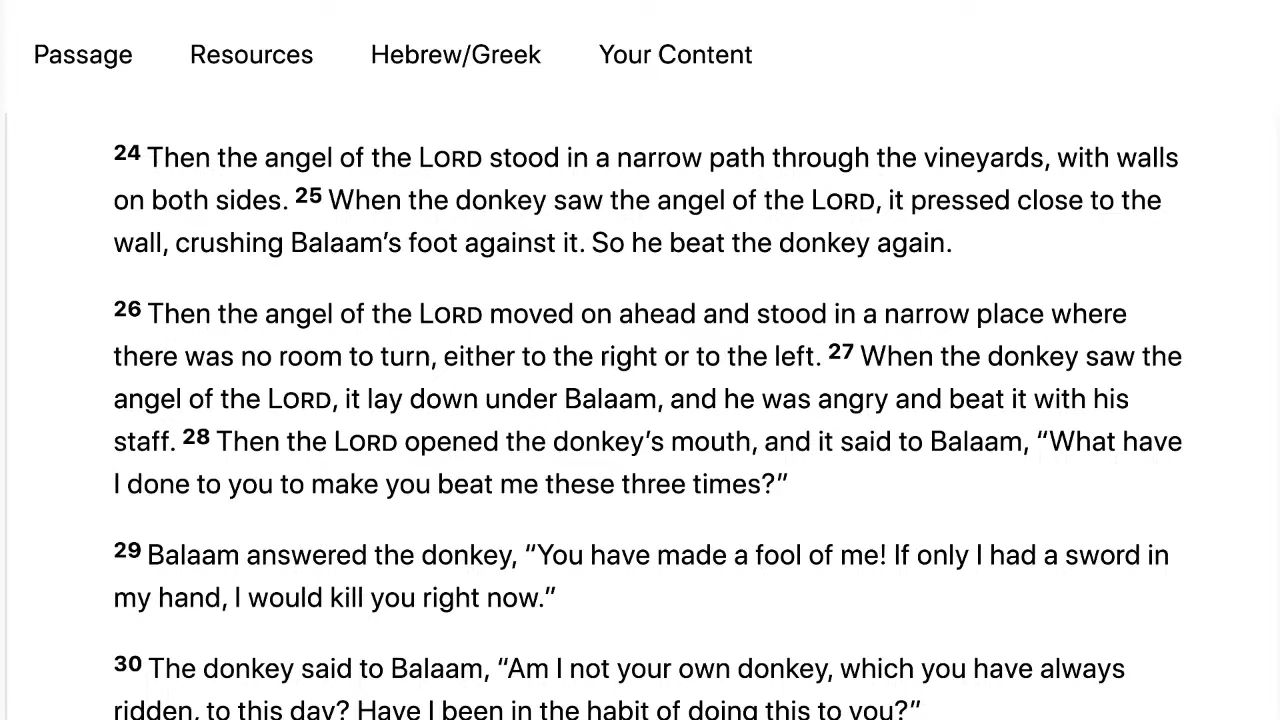 Passage Resources Hebrew/Greek Your Content
24 Then the angel of the LORD stood in a narrow path through the vineyards, with walls
on both sides. 25 When the donkey saw the angel of the LORD, it pressed close to the
wall, crushing Balaam’s foot against it. So he beat the donkey again.
26 Then the angel of the LORD moved on ahead and stood in a narrow place where
there was no room to turn, either to the right or to the left. 27 When the donkey saw the
angel of the LORD, it lay down under Balaam, and he was angry and beat it with his
staff. 28 Then the LORD opened the donkey’s mouth, and it said to Balaam, “What have
I done to you to make you beat me these three times?”
29 Balaam answered the donkey, “You have made a fool of me! If only I had a sword in
my hand, I would kill you right now.”
30 The donkey said to Balaam, “Am I not your own donkey, which you have always
ridden, to this day? Have I been in the habit of doing this to you?”